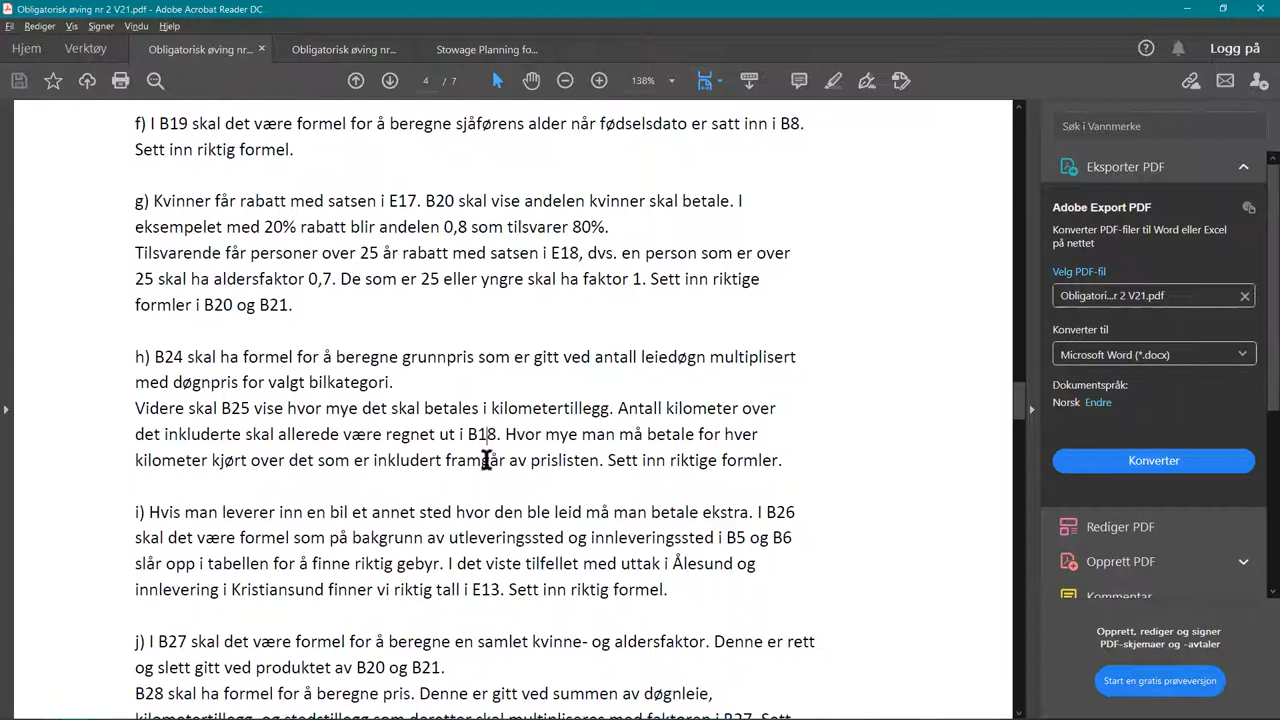 Obligatorisk øving nr 2 V21.pdf - Adobe Acrobat Reader DC
Fil Rediger Vis Signer Vindu Hjelp
Hjem Verktøy Obligatorisk øving nr... × Obligatorisk øving nr... Stowage Planning fo... Logg på
4 / 7 138%
f) I B19 skal det være formel for å beregne sjåførens alder når fødselsdato er satt inn i B8.
Sett inn riktig formel.
g) Kvinner får rabatt med satsen i E17. B20 skal vise andelen kvinner skal betale. I
eksempelet med 20% rabatt blir andelen 0,8 som tilsvarer 80%.
Tilsvarende får personer over 25 år rabatt med satsen i E18, dvs. en person som er over
25 skal ha aldersfaktor 0,7. De som er 25 eller yngre skal ha faktor 1. Sett inn riktige
formler i B20 og B21.
h) B24 skal ha formel for å beregne grunnpris som er gitt ved antall leiedøgn multiplisert
med døgnpris for valgt bilkategori.
Videre skal B25 vise hvor mye det skal betales i kilometertillegg. Antall kilometer over
det inkluderte skal allerede være regnet ut i B18. Hvor mye man må betale for hver
kilometer kjørt over det som er inkludert framgår av prislisten. Sett inn riktige formler.
i) Hvis man leverer inn en bil et annet sted hvor den ble leid må man betale ekstra. I B26
skal det være formel som på bakgrunn av utleveringssted og innleveringssted i B5 og B6
slår opp i tabellen for å finne riktig gebyr. I det viste tilfellet med uttak i Ålesund og
innlevering i Kristiansund finner vi riktig tall i E13. Sett inn riktig formel.
j) I B27 skal det være formel for å beregne en samlet kvinne- og aldersfaktor. Denne er rett
og slett gitt ved produktet av B20 og B21.
B28 skal ha formel for å beregne pris. Denne er gitt ved summen av døgnleie,
kilometertillegg, og stedstillegg som deretter skal multipliseres med faktoren i B27. Sett
Søk i Vannmerke
Eksporter PDF
Adobe Export PDF
Konverter PDF-filer til Word eller Excel
på nettet
Velg PDF-fil
Obligatori...r 2 V21.pdf ×
Konverter til
Microsoft Word (*.docx)
Dokumentspråk:
Norsk Endre
Konverter
Rediger PDF
Opprett PDF
Kommentar
Opprett, rediger og signer
PDF-skjemaer og -avtaler
Start en gratis prøveversjon